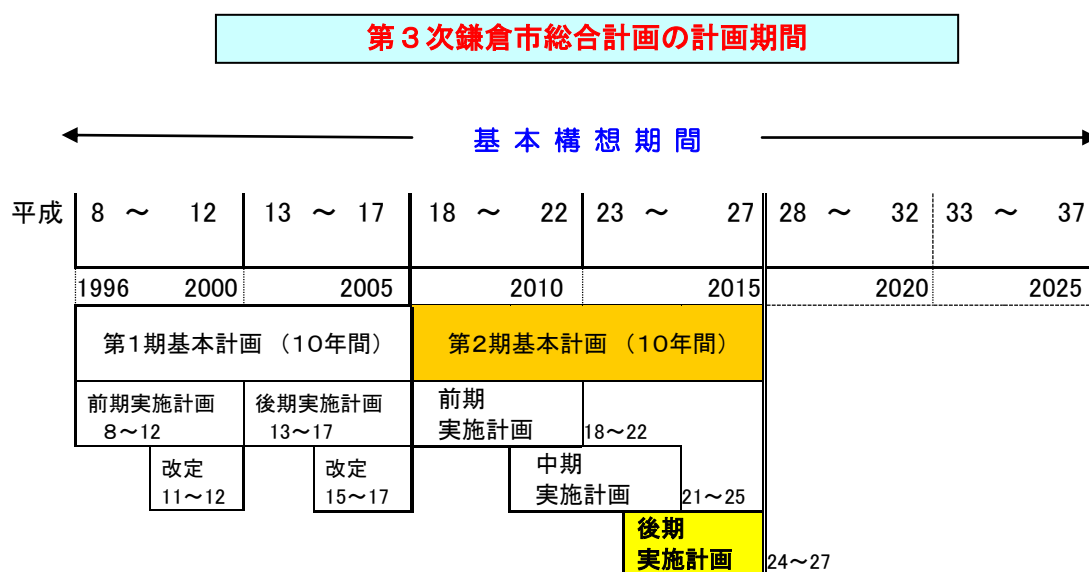 第３次鎌倉市総合計画の計画期間
基 本 構 想 期 間
平成 8 ～ 12 13 ～ 17 18 ～ 22 23 ～ 27 28 ～ 32 33 ～ 37
1996 2000 2005 2010 2015 2020 2025
第1期基本計画 （10年間） 第2期基本計画 （10年間）
前期実施計画
8～12
後期実施計画
13～17
前期
実施計画
18～22
改定
11～12
改定
15～17
中期
実施計画
21～25
後期
実施計画
24～27